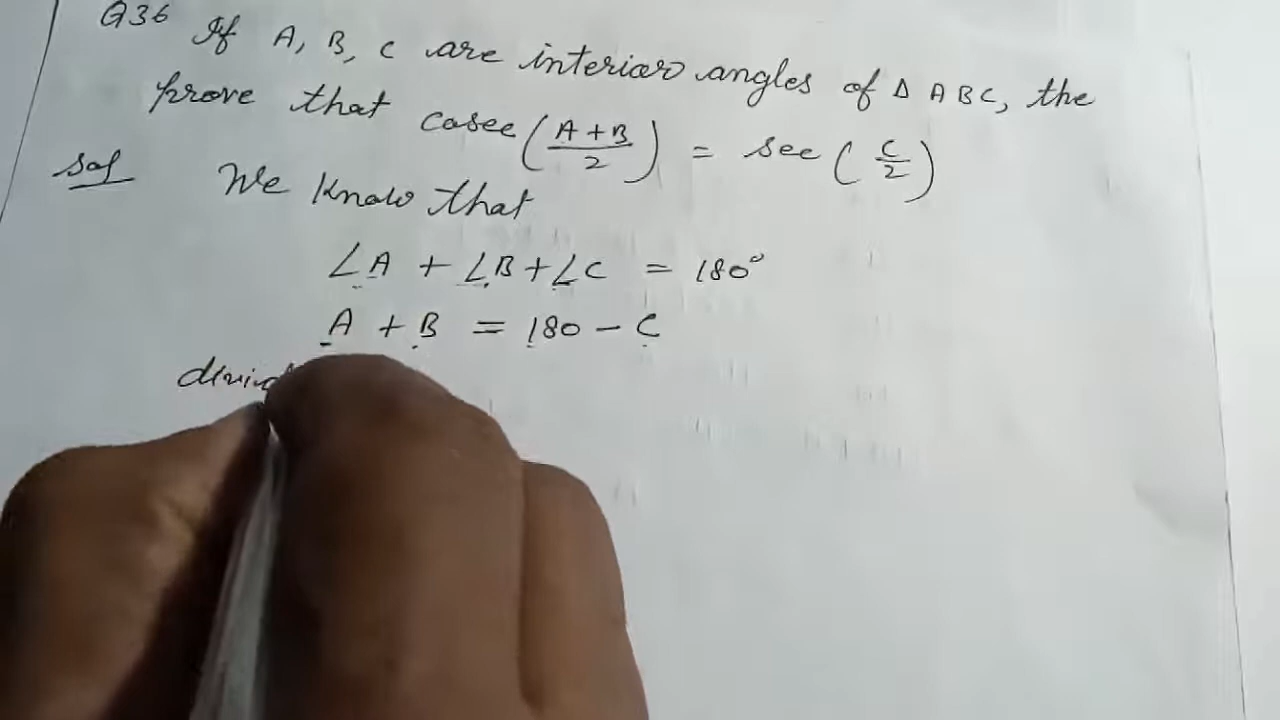 Q36 If A, B, C are interior angles of Δ ABC, the
prove that cosec (A+B/2) = sec (C/2)
Sol We know that
∠A + ∠B + ∠C = 180°
A + B = 180 - C